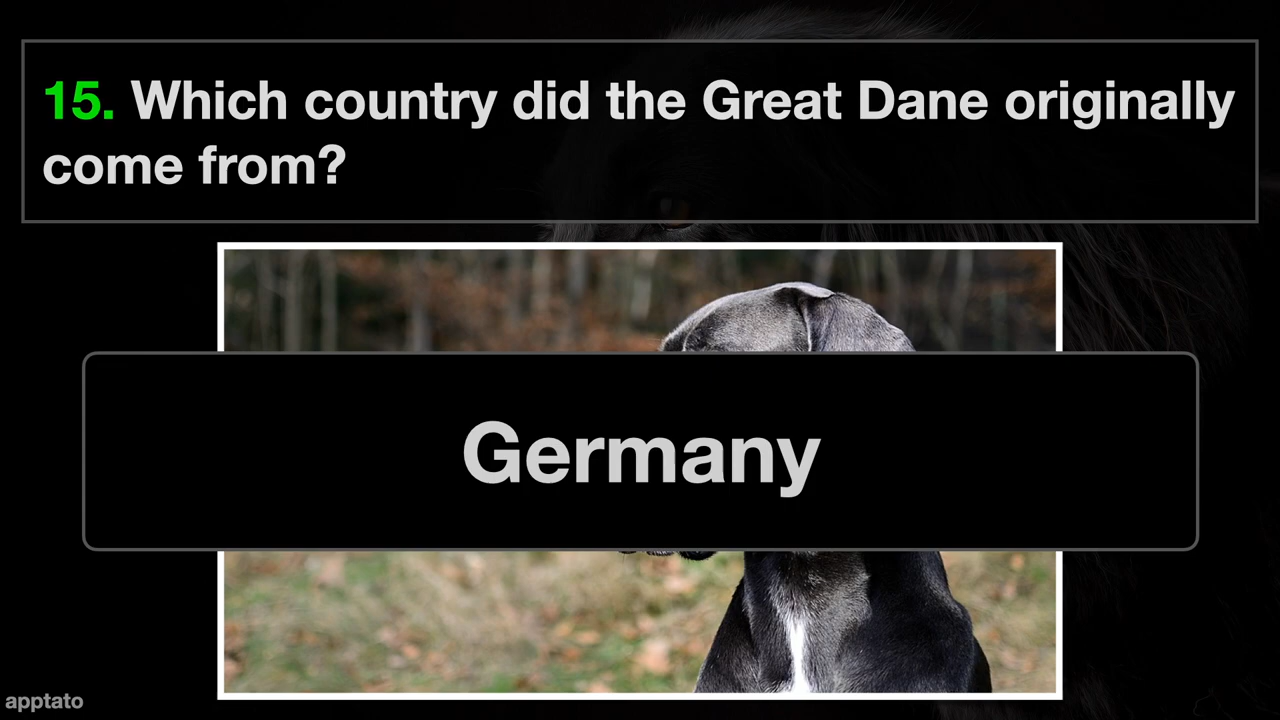 15. Which country did the Great Dane originally
come from?
Germany
apptato